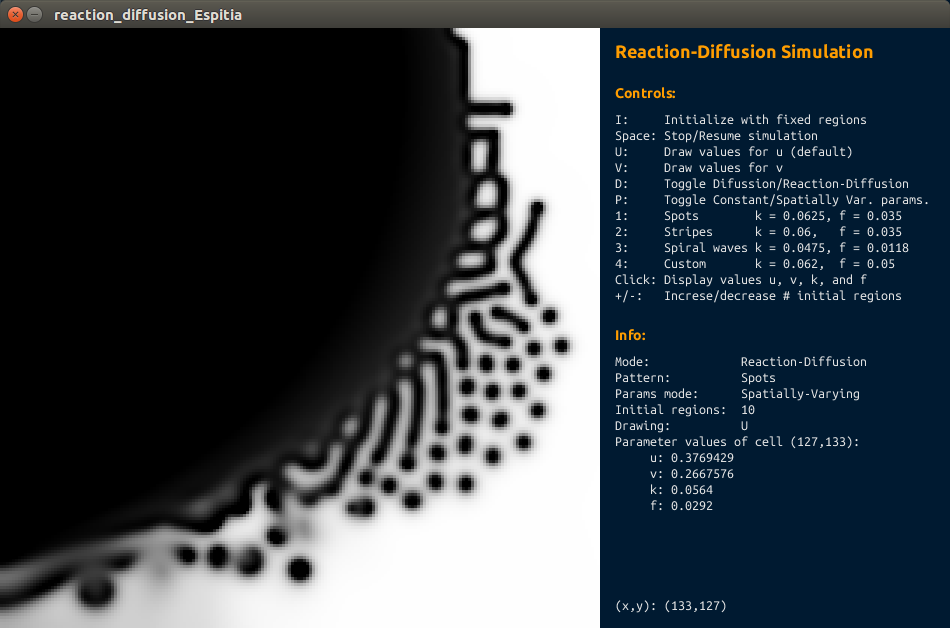 reaction_diffusion_Espitia
Reaction-Diffusion Simulation
Controls:
I: Initialize with fixed regions
Space: Stop/Resume simulation
U: Draw values for u (default)
V: Draw values for v
D: Toggle Difussion/Reaction-Diffusion
P: Toggle Constant/Spatially Var. params.
1: Spots k = 0.0625, f = 0.035
2: Stripes k = 0.06, f = 0.035
3: Spiral waves k = 0.0475, f = 0.0118
4: Custom k = 0.062, f = 0.05
Click: Display values u, v, k, and f
+/-: Increse/decrease # initial regions
Info:
Mode: Reaction-Diffusion
Pattern: Spots
Params mode: Spatially-Varying
Initial regions: 10
Drawing: U
Parameter values of cell (127,133):
u: 0.3769429
v: 0.2667576
k: 0.0564
f: 0.0292
(x,y): (133,127)